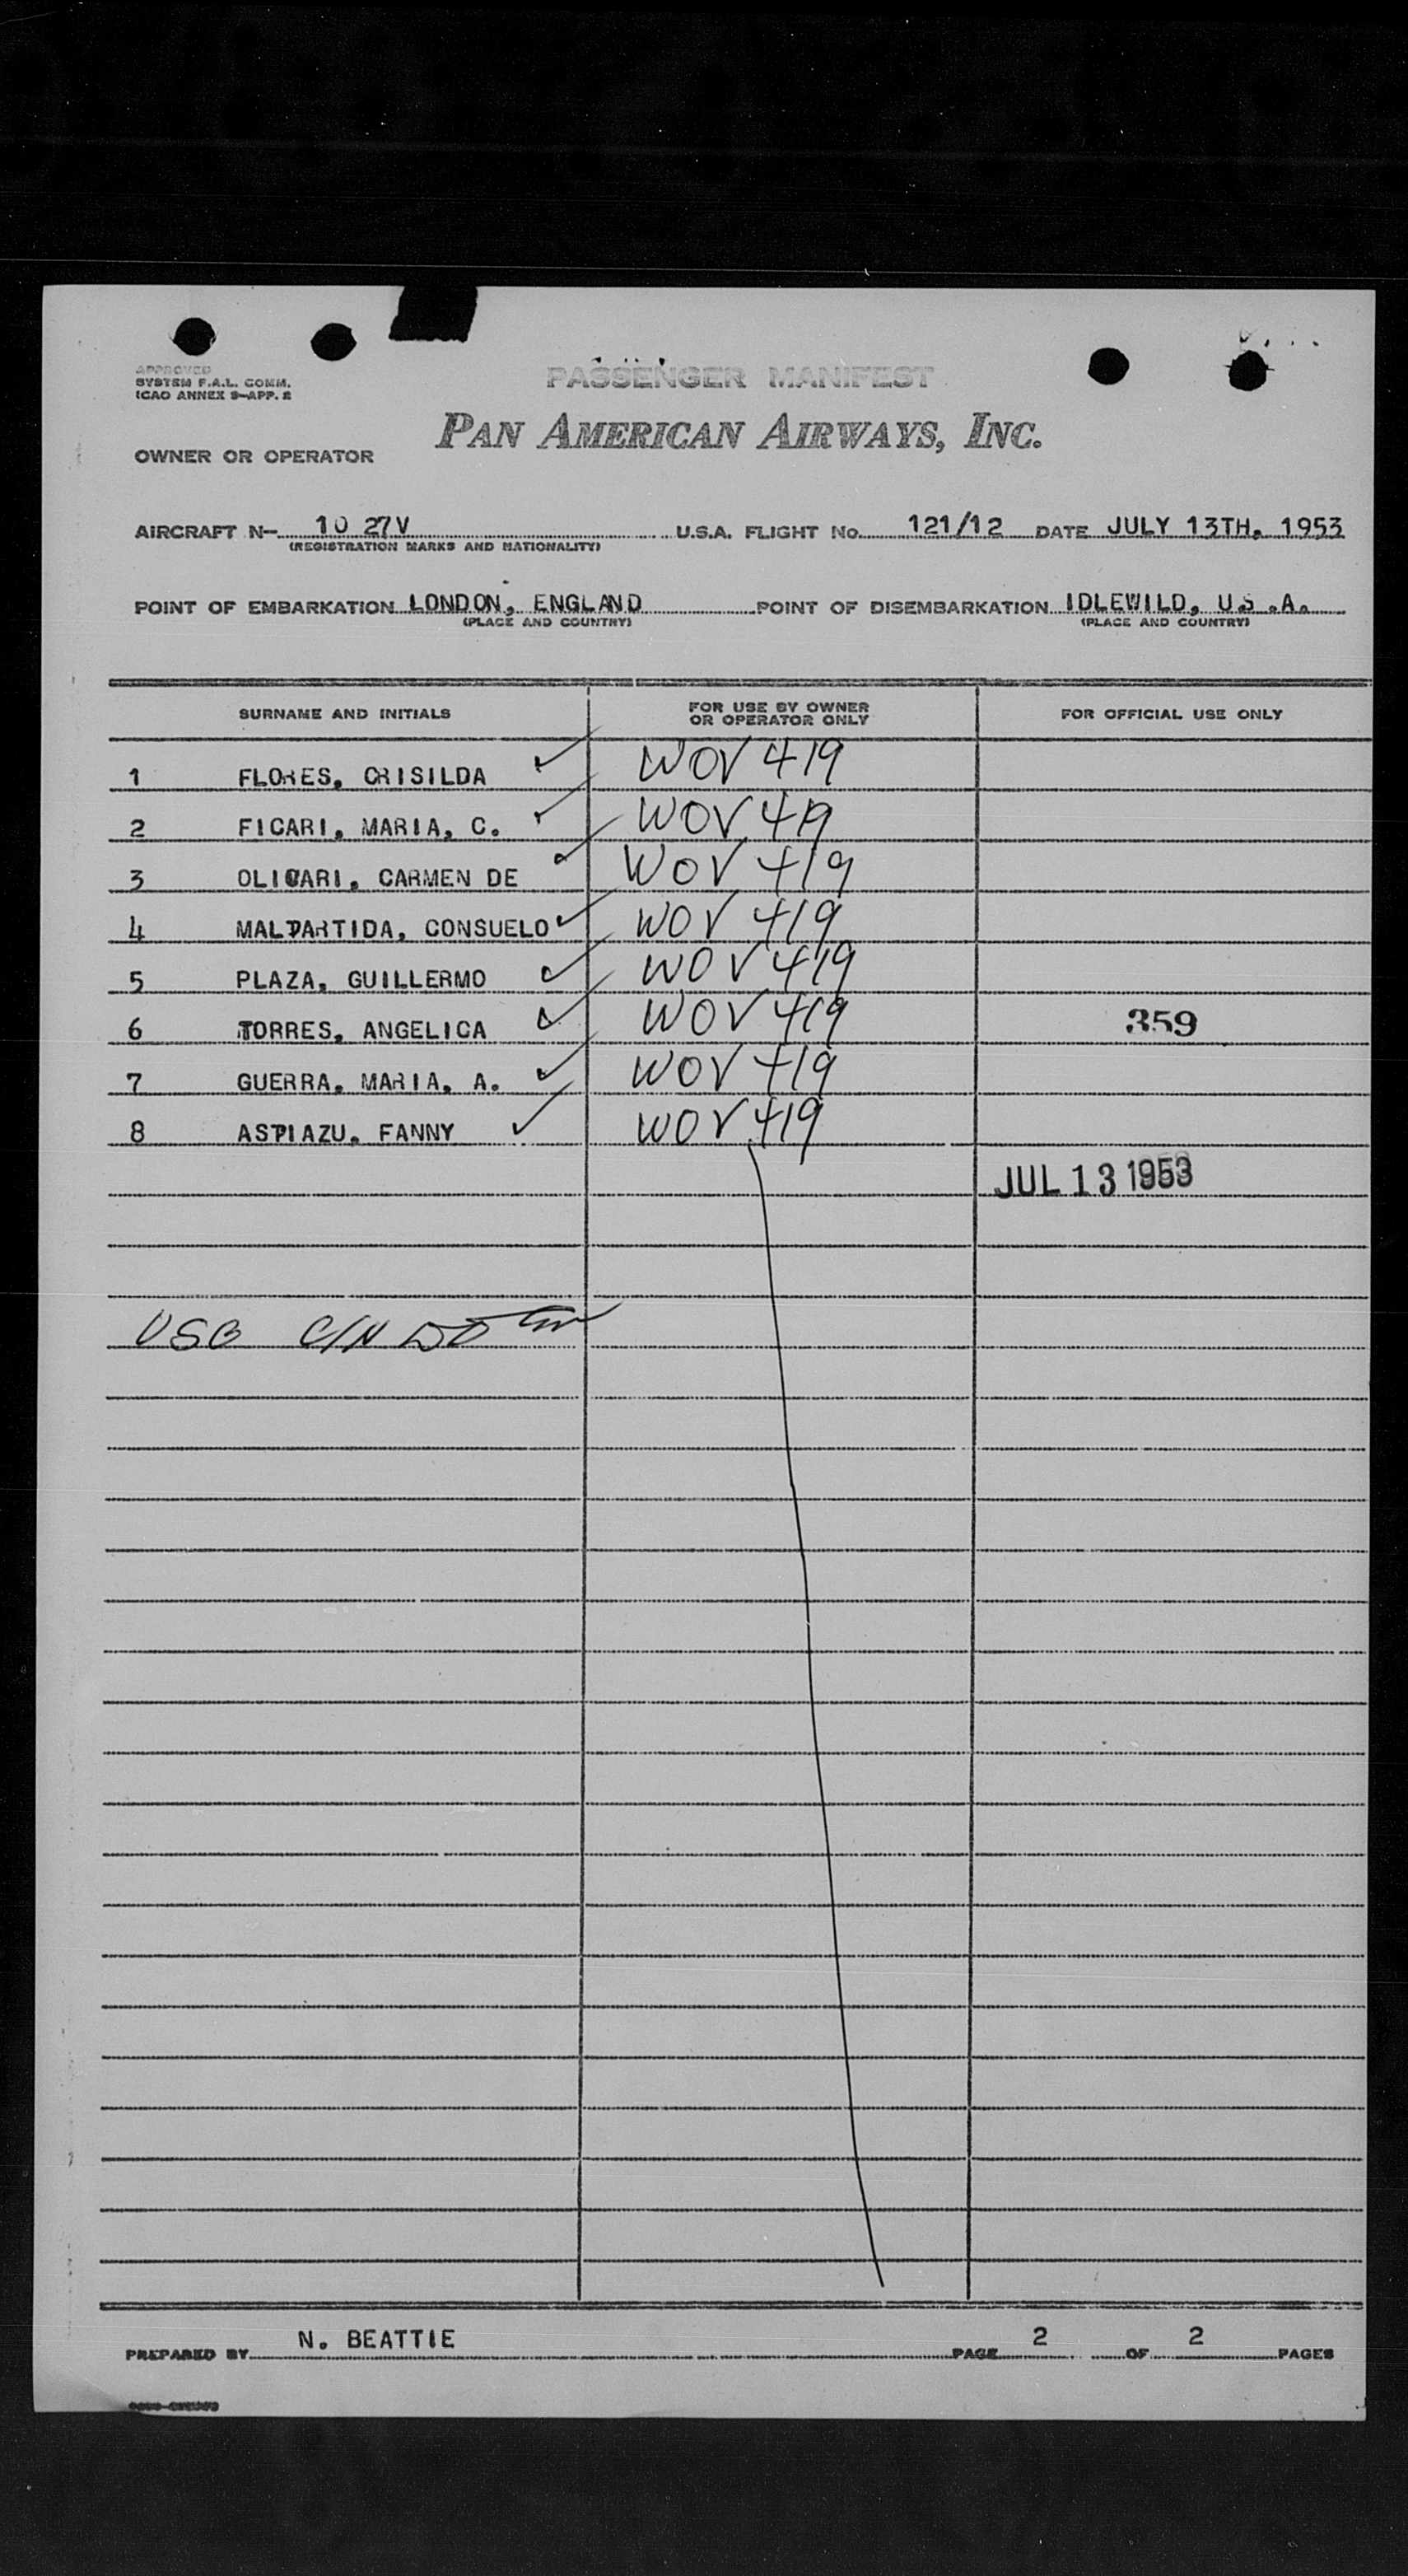 APPROVED
SYSTEM F.A.L. COMM.
ICAO ANNEX 9-APP. 2
PASSENGER MANIFEST
PAN AMERICAN AIRWAYS, INC.
OWNER OR OPERATOR
AIRCRAFT N- 10 27V U.S.A. FLIGHT NO. 121/12 DATE JULY 13TH, 1953
(REGISTRATION MARKS AND NATIONALITY)
POINT OF EMBARKATION LONDON, ENGLAND POINT OF DISEMBARKATION IDLEWILD, U.S.A.
(PLACE AND COUNTRY) (PLACE AND COUNTRY)
SURNAME AND INITIALS FOR USE BY OWNER OR OPERATOR ONLY FOR OFFICIAL USE ONLY
1 FLORES, CRISILDA ✓ WOV 419
2 FICARI, MARIA, C. ✓ WOV 419
3 OLICARI, CARMEN DE ✓ WOV 419
4 MALPARTIDA, CONSUELO ✓ WOV 419
5 PLAZA, GUILLERMO ✓ WOV 419
6 TORRES, ANGELICA ✓ WOV 419 359
7 GUERRA, MARIA, A. ✓ WOV 419
8 ASPIAZU, FANNY ✓ WOV 419
JUL 13 1953
C/N
PREPARED BY N. BEATTIE PAGE 2 OF 2 PAGES